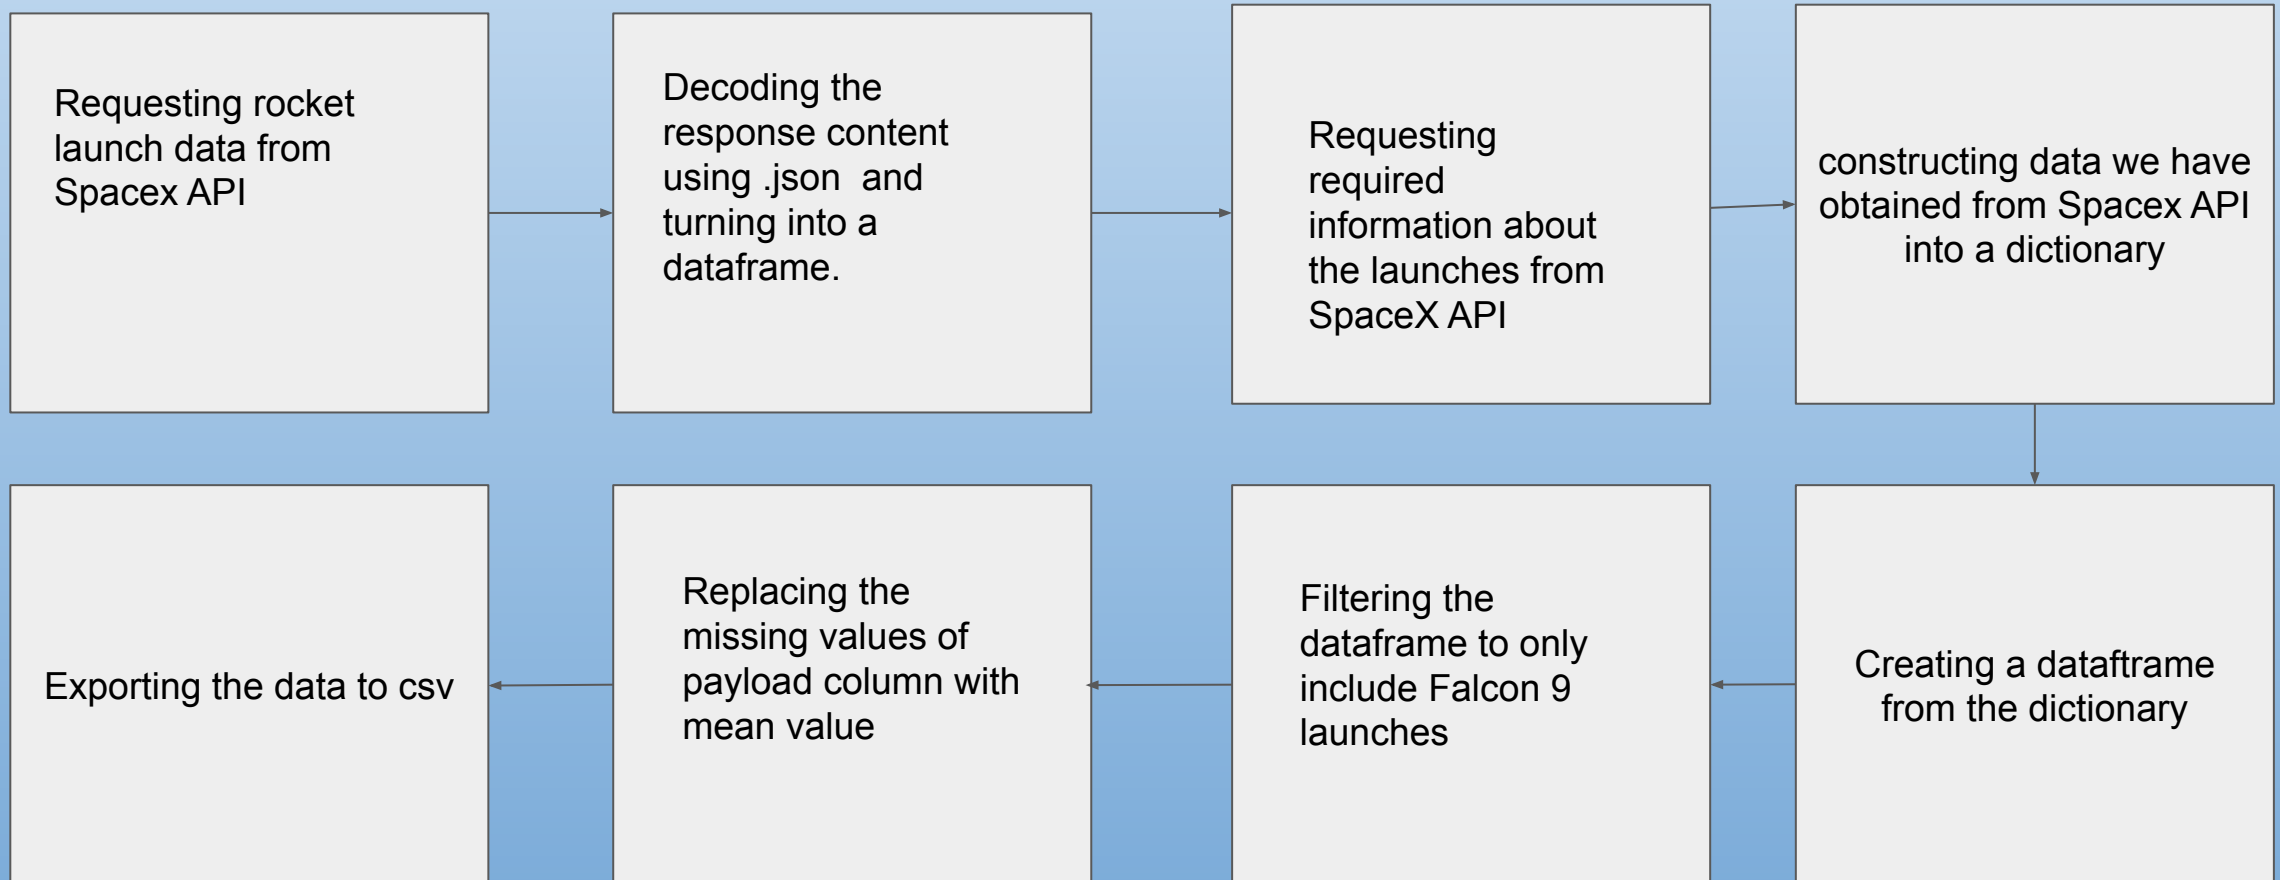 Requesting rocket
launch data from
Spacex API
Decoding the
response content
using .json  and
turning into a
dataframe.
Requesting
required
information about
the launches from
SpaceX API
constructing data we have
obtained from Spacex API
into a dictionary
Creating a dataftrame
from the dictionary
Filtering the
dataframe to only
include Falcon 9
launches
Replacing the
missing values of
payload column with
mean value
Exporting the data to csv